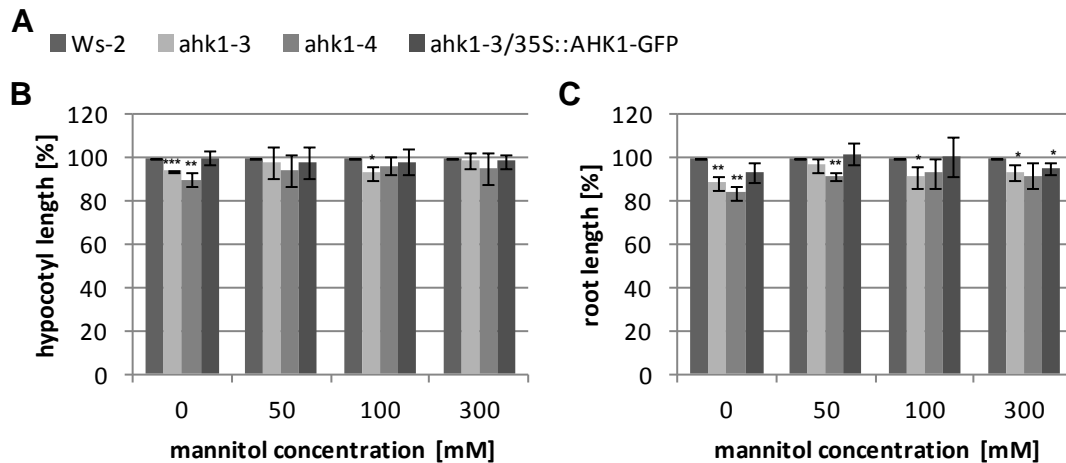 A
Ws-2 ahk1-3 ahk1-4 ahk1-3/35S::AHK1-GFP
B
hypocotyl length [%]
120
100
80
60
40
20
0
*** ** *
0 50 100 300
mannitol concentration [mM]
C
root length [%]
120
100
80
60
40
20
0
** ** ** * * *
0 50 100 300
mannitol concentration [mM]